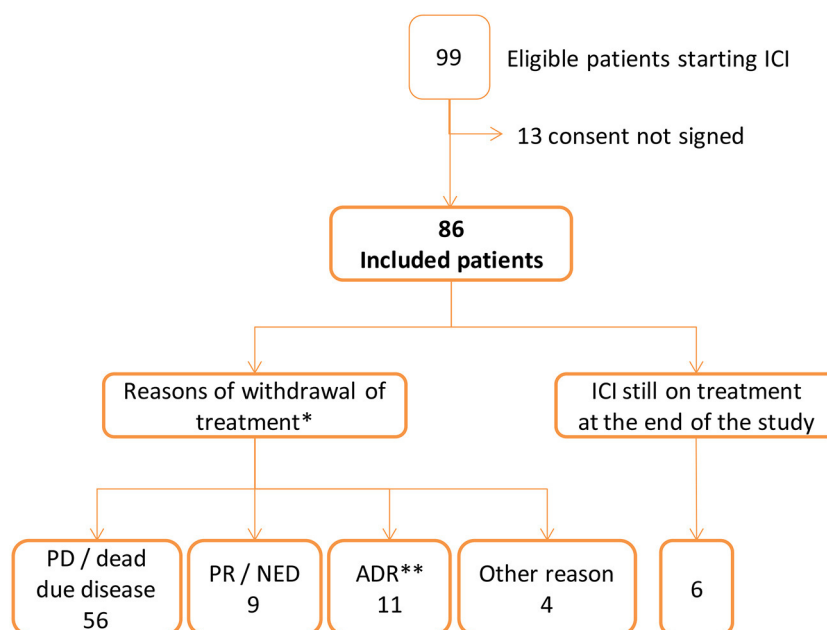 99
Eligible patients starting ICI
13 consent not signed
86
Included patients
Reasons of withdrawal of
treatment*
ICI still on treatment
at the end of the study
PD / dead
due disease
56
PR / NED
9
ADR**
11
Other reason
4
6